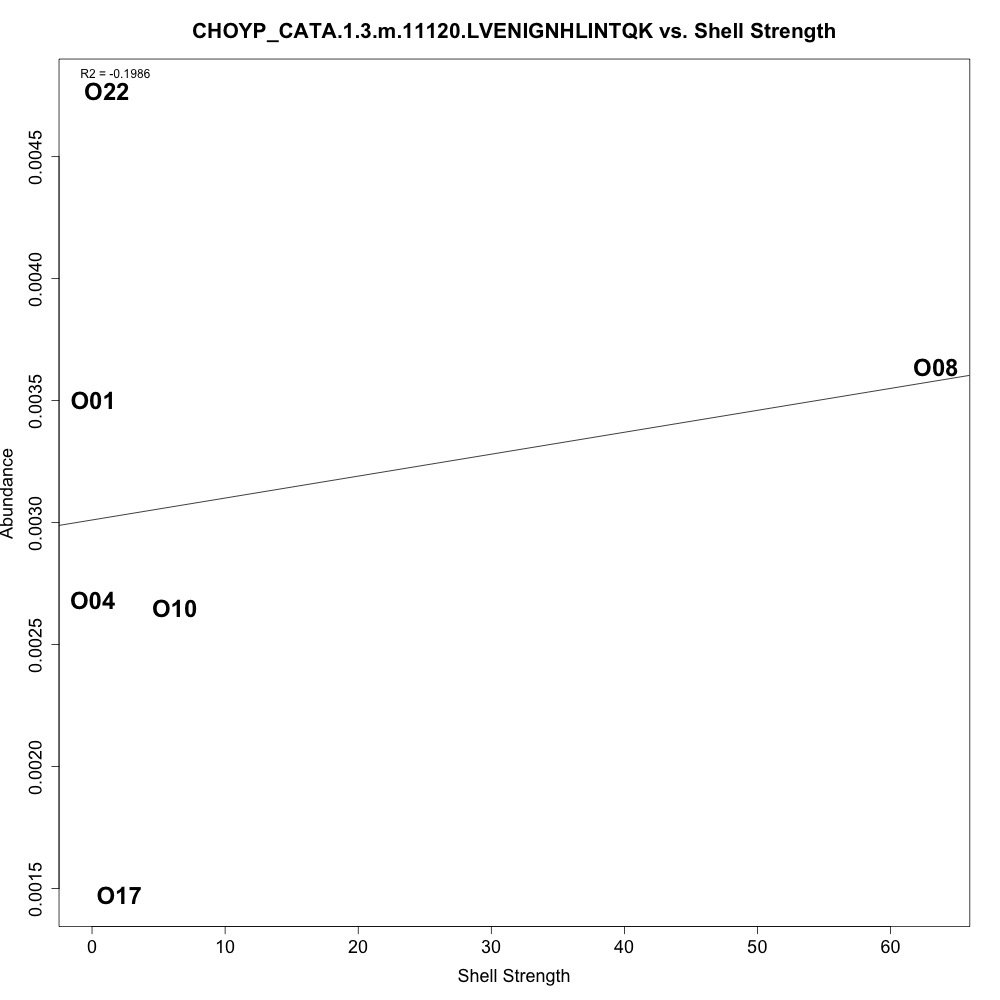 CHOYP_CATA.1.3.m.11120.LVENIGNHLINTQK vs. Shell Strength
R2 = -0.1986
O22
O08
O01
O04
O10
O17
Abundance
0.0045
0.0040
0.0035
0.0030
0.0025
0.0020
0.0015
0 10 20 30 40 50 60
Shell Strength